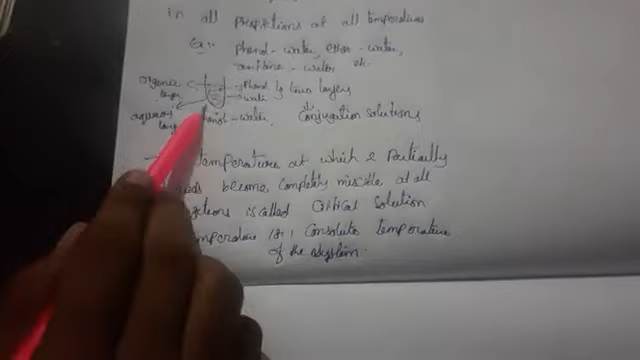 in all propotions at all temperatures
Eg:- phenol - water, ether - water,
aniline - water etc.
organic layer
phenol
water
two layers
aqueous layer
phenol - water
Conjugation solutions
temperature at which 2 partially
become completely miscible at all
is called critical solution
temperature (or) consolute temperature
of the system.